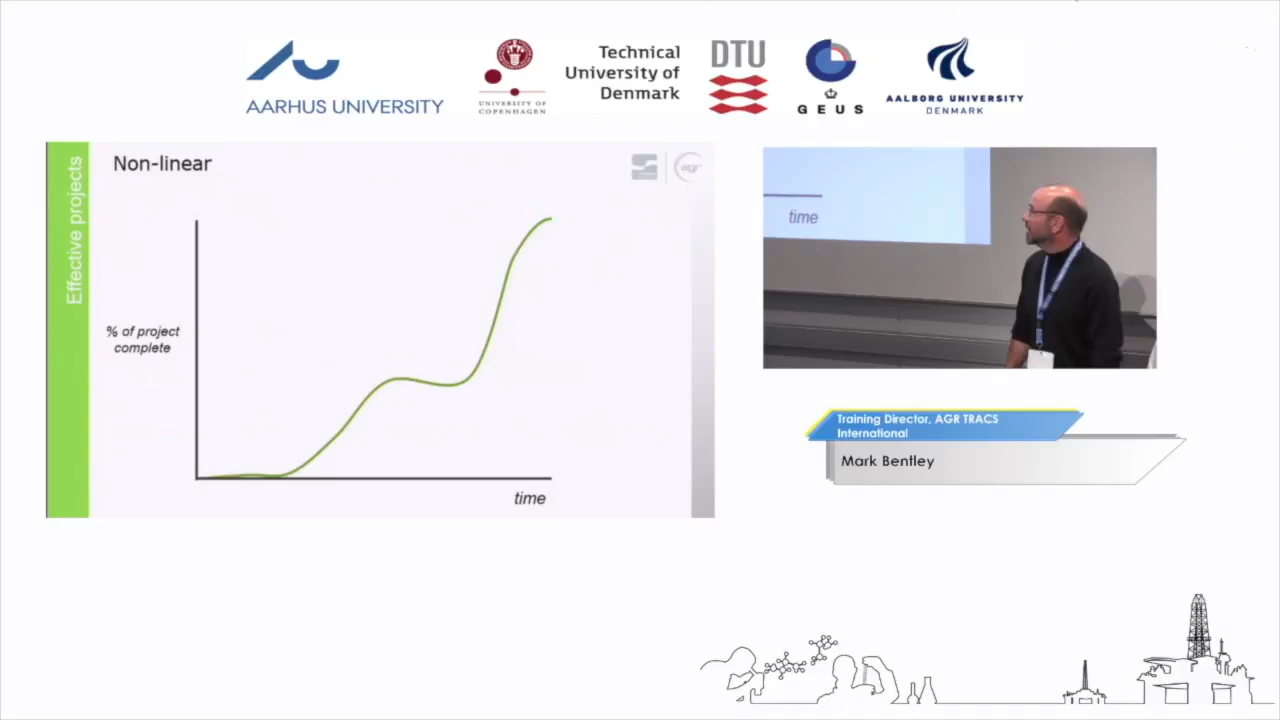 AARHUS UNIVERSITY
UNIVERSITY OF
COPENHAGEN
Technical
University of
Denmark
DTU
G E U S
AALBORG UNIVERSITY
DENMARK
Effective projects
Non-linear
agr
% of project
complete
time
time
Training Director, AGR TRACS
International
Mark Bentley